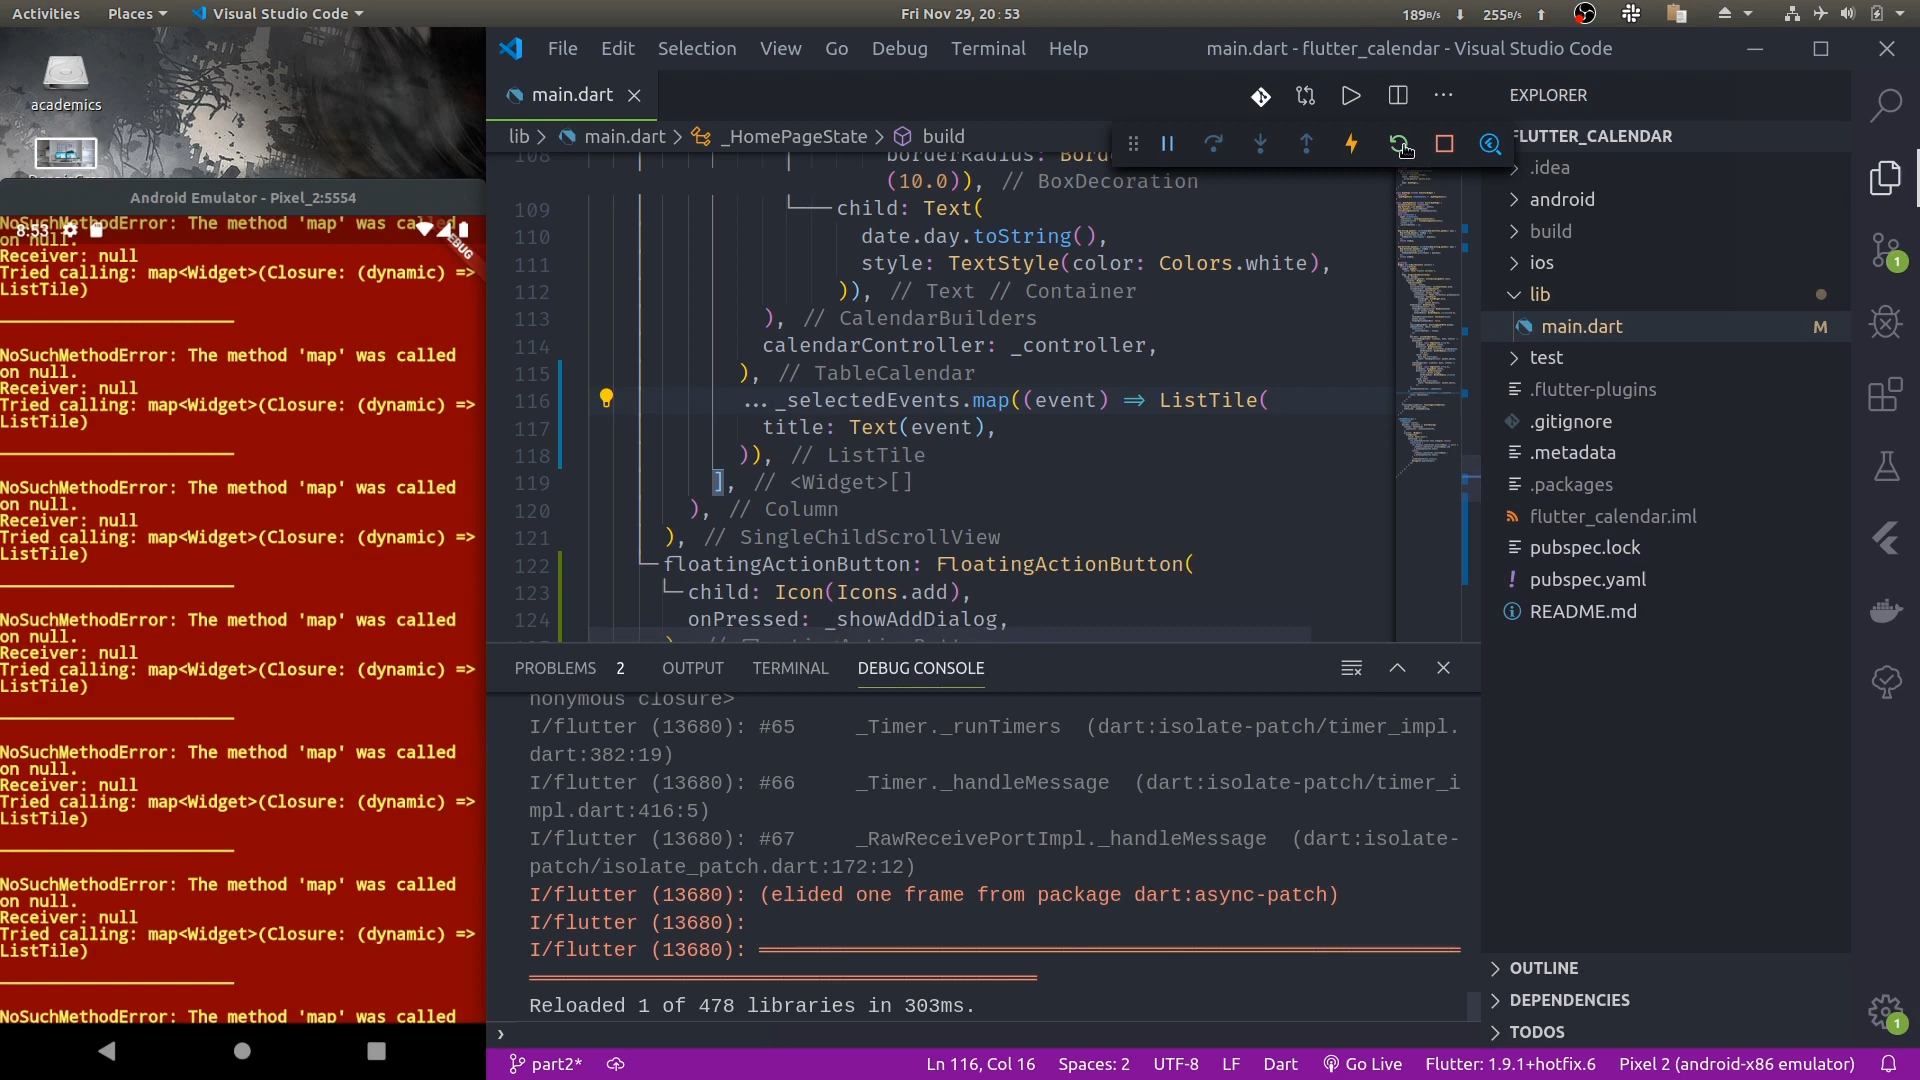 Activities Places Visual Studio Code Fri Nov 29, 20:53 189B/s 255B/s
File Edit Selection View Go Debug Terminal Help main.dart - flutter_calendar - Visual Studio Code
academics
Android Emulator - Pixel_2:5554
8:53
DEBUG
NoSuchMethodError: The method 'map' was called
on null.
Receiver: null
Tried calling: map<Widget>(Closure: (dynamic) =>
ListTile)
NoSuchMethodError: The method 'map' was called
on null.
Receiver: null
Tried calling: map<Widget>(Closure: (dynamic) =>
ListTile)
NoSuchMethodError: The method 'map' was called
on null.
Receiver: null
Tried calling: map<Widget>(Closure: (dynamic) =>
ListTile)
NoSuchMethodError: The method 'map' was called
on null.
Receiver: null
Tried calling: map<Widget>(Closure: (dynamic) =>
ListTile)
NoSuchMethodError: The method 'map' was called
on null.
Receiver: null
Tried calling: map<Widget>(Closure: (dynamic) =>
ListTile)
NoSuchMethodError: The method 'map' was called
on null.
Receiver: null
Tried calling: map<Widget>(Closure: (dynamic) =>
ListTile)
NoSuchMethodError: The method 'map' was called
main.dart
lib > main.dart > _HomePageState > build
108 borderRadius:
(10.0)), // BoxDecoration
109 child: Text(
110 date.day.toString(),
111 style: TextStyle(color: Colors.white),
112 )), // Text // Container
113 ), // CalendarBuilders
114 calendarController: _controller,
115 ), // TableCalendar
116 ..._selectedEvents.map((event) => ListTile(
117 title: Text(event),
118 )), // ListTile
119 ], // <Widget>[]
120 ), // Column
121 ), // SingleChildScrollView
122 floatingActionButton: FloatingActionButton(
123 child: Icon(Icons.add),
124 onPressed: _showAddDialog,
PROBLEMS 2 OUTPUT TERMINAL DEBUG CONSOLE
nonymous closure>
I/flutter (13680): #65 _Timer._runTimers (dart:isolate-patch/timer_impl.
dart:382:19)
I/flutter (13680): #66 _Timer._handleMessage (dart:isolate-patch/timer_i
mpl.dart:416:5)
I/flutter (13680): #67 _RawReceivePortImpl._handleMessage (dart:isolate-
patch/isolate_patch.dart:172:12)
I/flutter (13680): (elided one frame from package dart:async-patch)
I/flutter (13680):
I/flutter (13680): ════════════════════════════════════════
════════════════════════════
Reloaded 1 of 478 libraries in 303ms.
EXPLORER
FLUTTER_CALENDAR
.idea
android
build
ios
lib
main.dart M
test
.flutter-plugins
.gitignore
.metadata
.packages
flutter_calendar.iml
pubspec.lock
pubspec.yaml
README.md
OUTLINE
DEPENDENCIES
TODOS
1
1
part2* Ln 116, Col 16 Spaces: 2 UTF-8 LF Dart Go Live Flutter: 1.9.1+hotfix.6 Pixel 2 (android-x86 emulator)